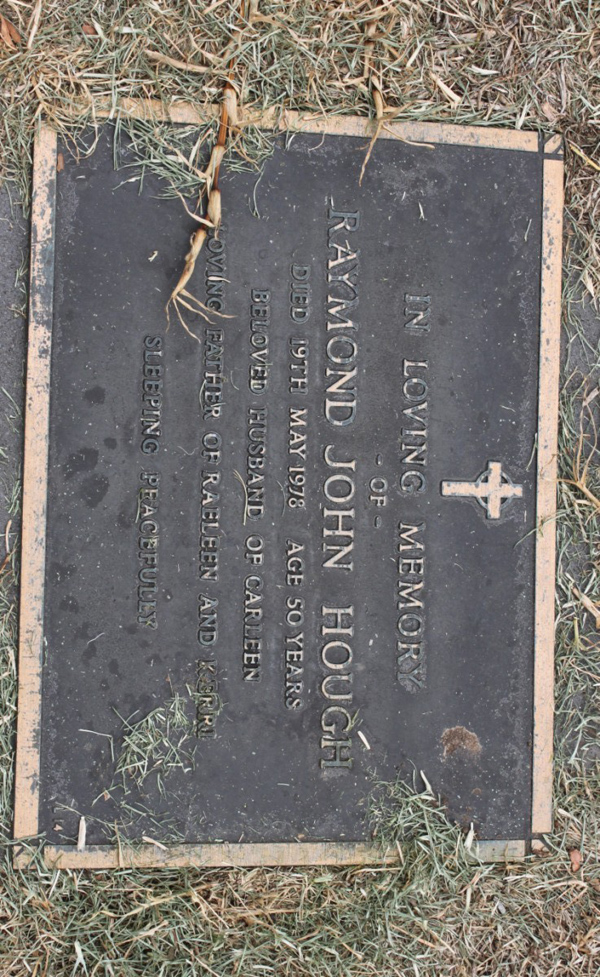 IN LOVING MEMORY
- OF -
RAYMOND JOHN HOUGH
DIED 19TH MAY 1978 AGE 50 YEARS
BELOVED HUSBAND OF CARLEEN
LOVING FATHER OF RAELEEN AND KERRI
SLEEPING PEACEFULLY